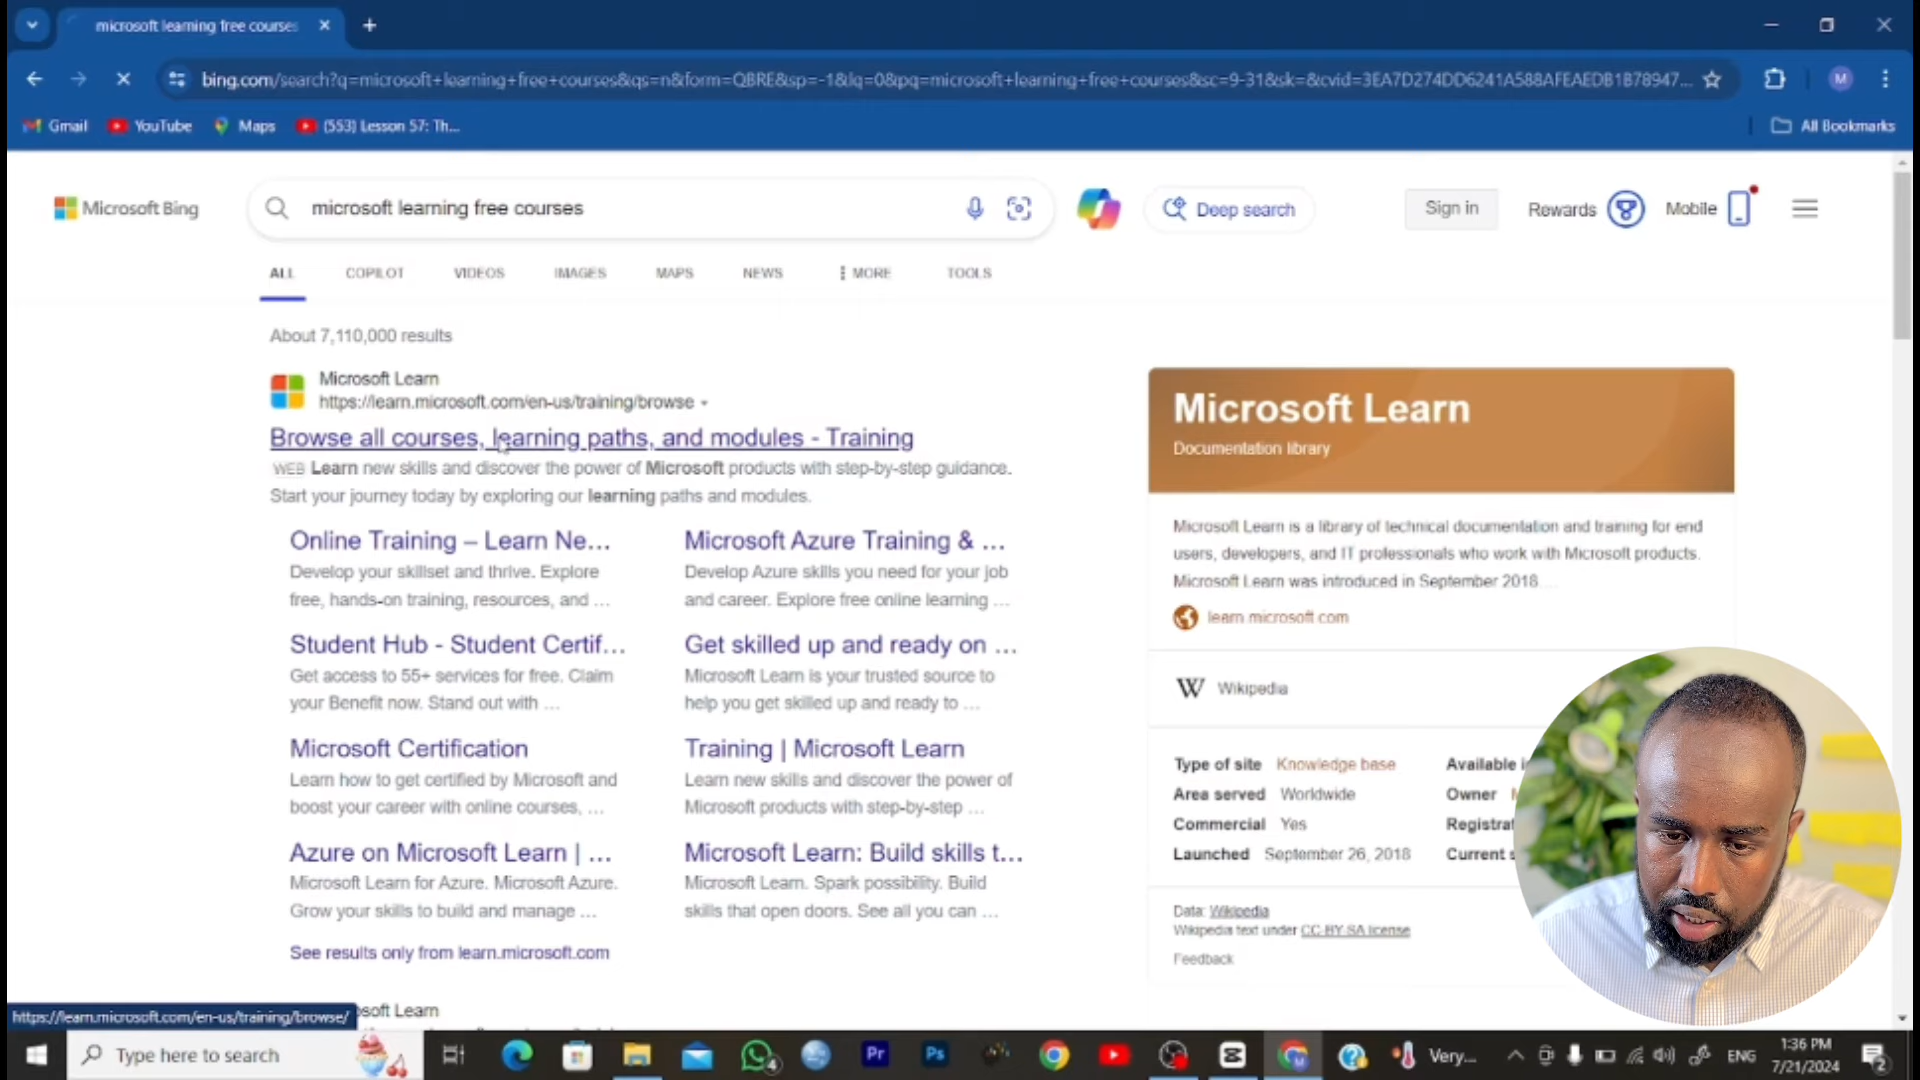 microsoft learning free courses
bing.com/search?q=microsoft+learning+free+courses&qs=n&form=QBRE&sp=-1&lq=0&pq=microsoft+learning+free+courses&sc=9-31&sk=&cvid=3EA7D274DD6241A588AFEAEDB1B78947...
M
Gmail
YouTube
Maps
(553) Lesson 57: Th...
All Bookmarks
Microsoft Bing
microsoft learning free courses
Deep search
Sign in
Rewards
Mobile
ALL
COPILOT
VIDEOS
IMAGES
MAPS
NEWS
MORE
TOOLS
About 7,110,000 results
Microsoft Learn
https://learn.microsoft.com/en-us/training/browse
Browse all courses, learning paths, and modules - Training
WEB Learn new skills and discover the power of Microsoft products with step-by-step guidance.
Start your journey today by exploring our learning paths and modules.
Online Training – Learn Ne...
Develop your skillset and thrive. Explore
free, hands-on training, resources, and ...
Microsoft Azure Training & ...
Develop Azure skills you need for your job
and career. Explore free online learning ...
Student Hub - Student Certif...
Get access to 55+ services for free. Claim
your Benefit now. Stand out with ...
Get skilled up and ready on ...
Microsoft Learn is your trusted source to
help you get skilled up and ready to ...
Microsoft Certification
Learn how to get certified by Microsoft and
boost your career with online courses, ...
Training | Microsoft Learn
Learn new skills and discover the power of
Microsoft products with step-by-step ...
Azure on Microsoft Learn | ...
Microsoft Learn for Azure. Microsoft Azure.
Grow your skills to build and manage ...
Microsoft Learn: Build skills t...
Microsoft Learn. Spark possibility. Build
skills that open doors. See all you can ...
See results only from learn.microsoft.com
Microsoft Learn
Documentation library
Microsoft Learn is a library of technical documentation and training for end
users, developers, and IT professionals who work with Microsoft products.
Microsoft Learn was introduced in September 2018....
learn.microsoft.com
W Wikipedia
Type of site Knowledge base
Area served Worldwide
Commercial Yes
Launched September 26, 2018
Available i
Owner
Registrat
Current s
Data: Wikipedia
Wikipedia text under CC-BY-SA license
Feedback
https://learn.microsoft.com/en-us/training/browse/
osoft Learn
Type here to search
4
Pr
Ps
M
Very...
ENG
1:36 PM
7/21/2024
2